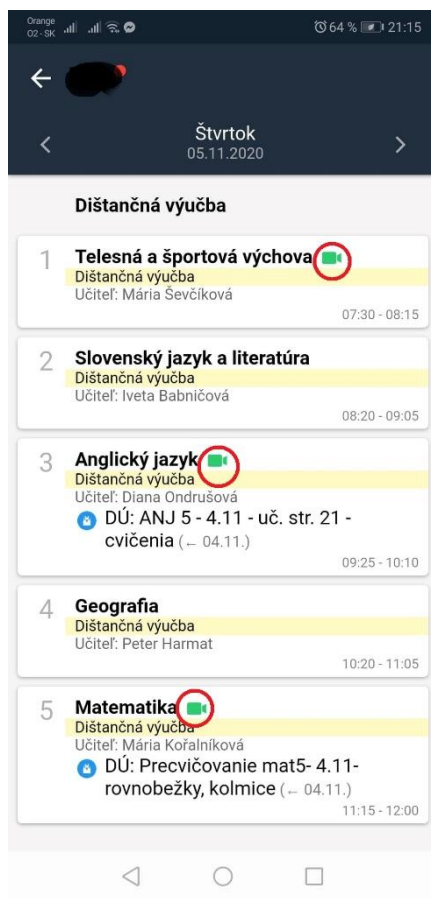 Orange
O2-SK
64 % 21:15
Štvrtok
05.11.2020
Dištančná výučba
1 Telesná a športová výchova
Dištančná výučba
Učiteľ: Mária Ševčíková
07:30 - 08:15
2 Slovenský jazyk a literatúra
Dištančná výučba
Učiteľ: Iveta Babničová
08:20 - 09:05
3 Anglický jazyk
Dištančná výučba
Učiteľ: Diana Ondrušová
DÚ: ANJ 5 - 4.11 - uč. str. 21 -
cvičenia (← 04.11.)
09:25 - 10:10
4 Geografia
Dištančná výučba
Učiteľ: Peter Harmat
10:20 - 11:05
5 Matematika
Dištančná výučba
Učiteľ: Mária Kořalníková
DÚ: Precvičovanie mat5- 4.11-
rovnobežky, kolmice (← 04.11.)
11:15 - 12:00